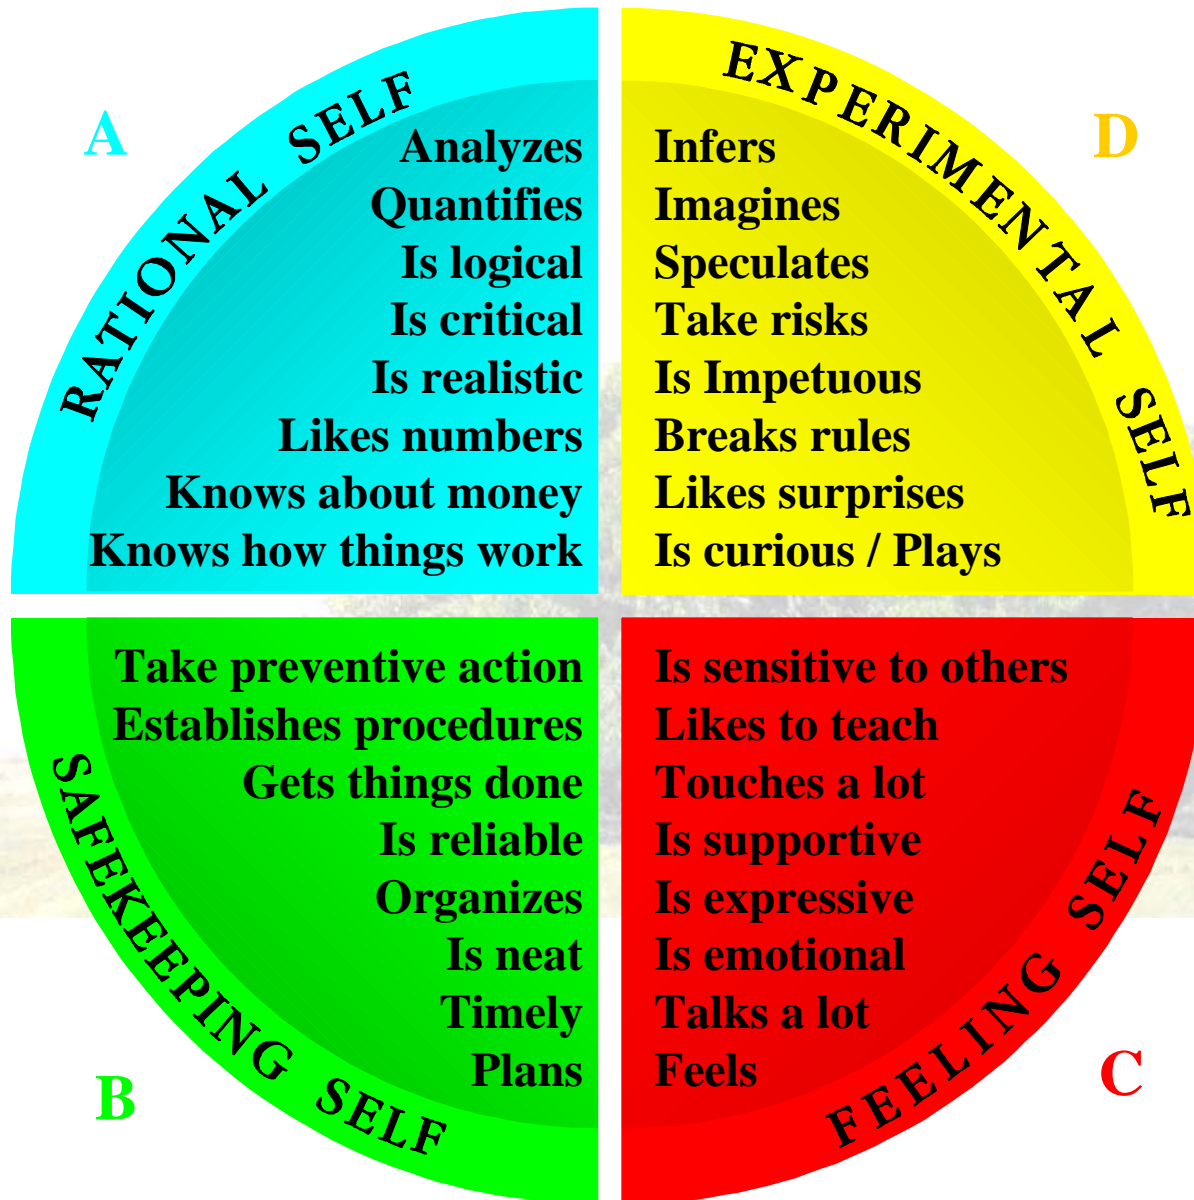 A
RATIONAL SELF
Analyzes
Quantifies
Is logical
Is critical
Is realistic
Likes numbers
Knows about money
Knows how things work
D
EXPERIMENTAL SELF
Infers
Imagines
Speculates
Take risks
Is Impetuous
Breaks rules
Likes surprises
Is curious / Plays
B
SAFEKEEPING SELF
Take preventive action
Establishes procedures
Gets things done
Is reliable
Organizes
Is neat
Timely
Plans
C
FEELING SELF
Is sensitive to others
Likes to teach
Touches a lot
Is supportive
Is expressive
Is emotional
Talks a lot
Feels